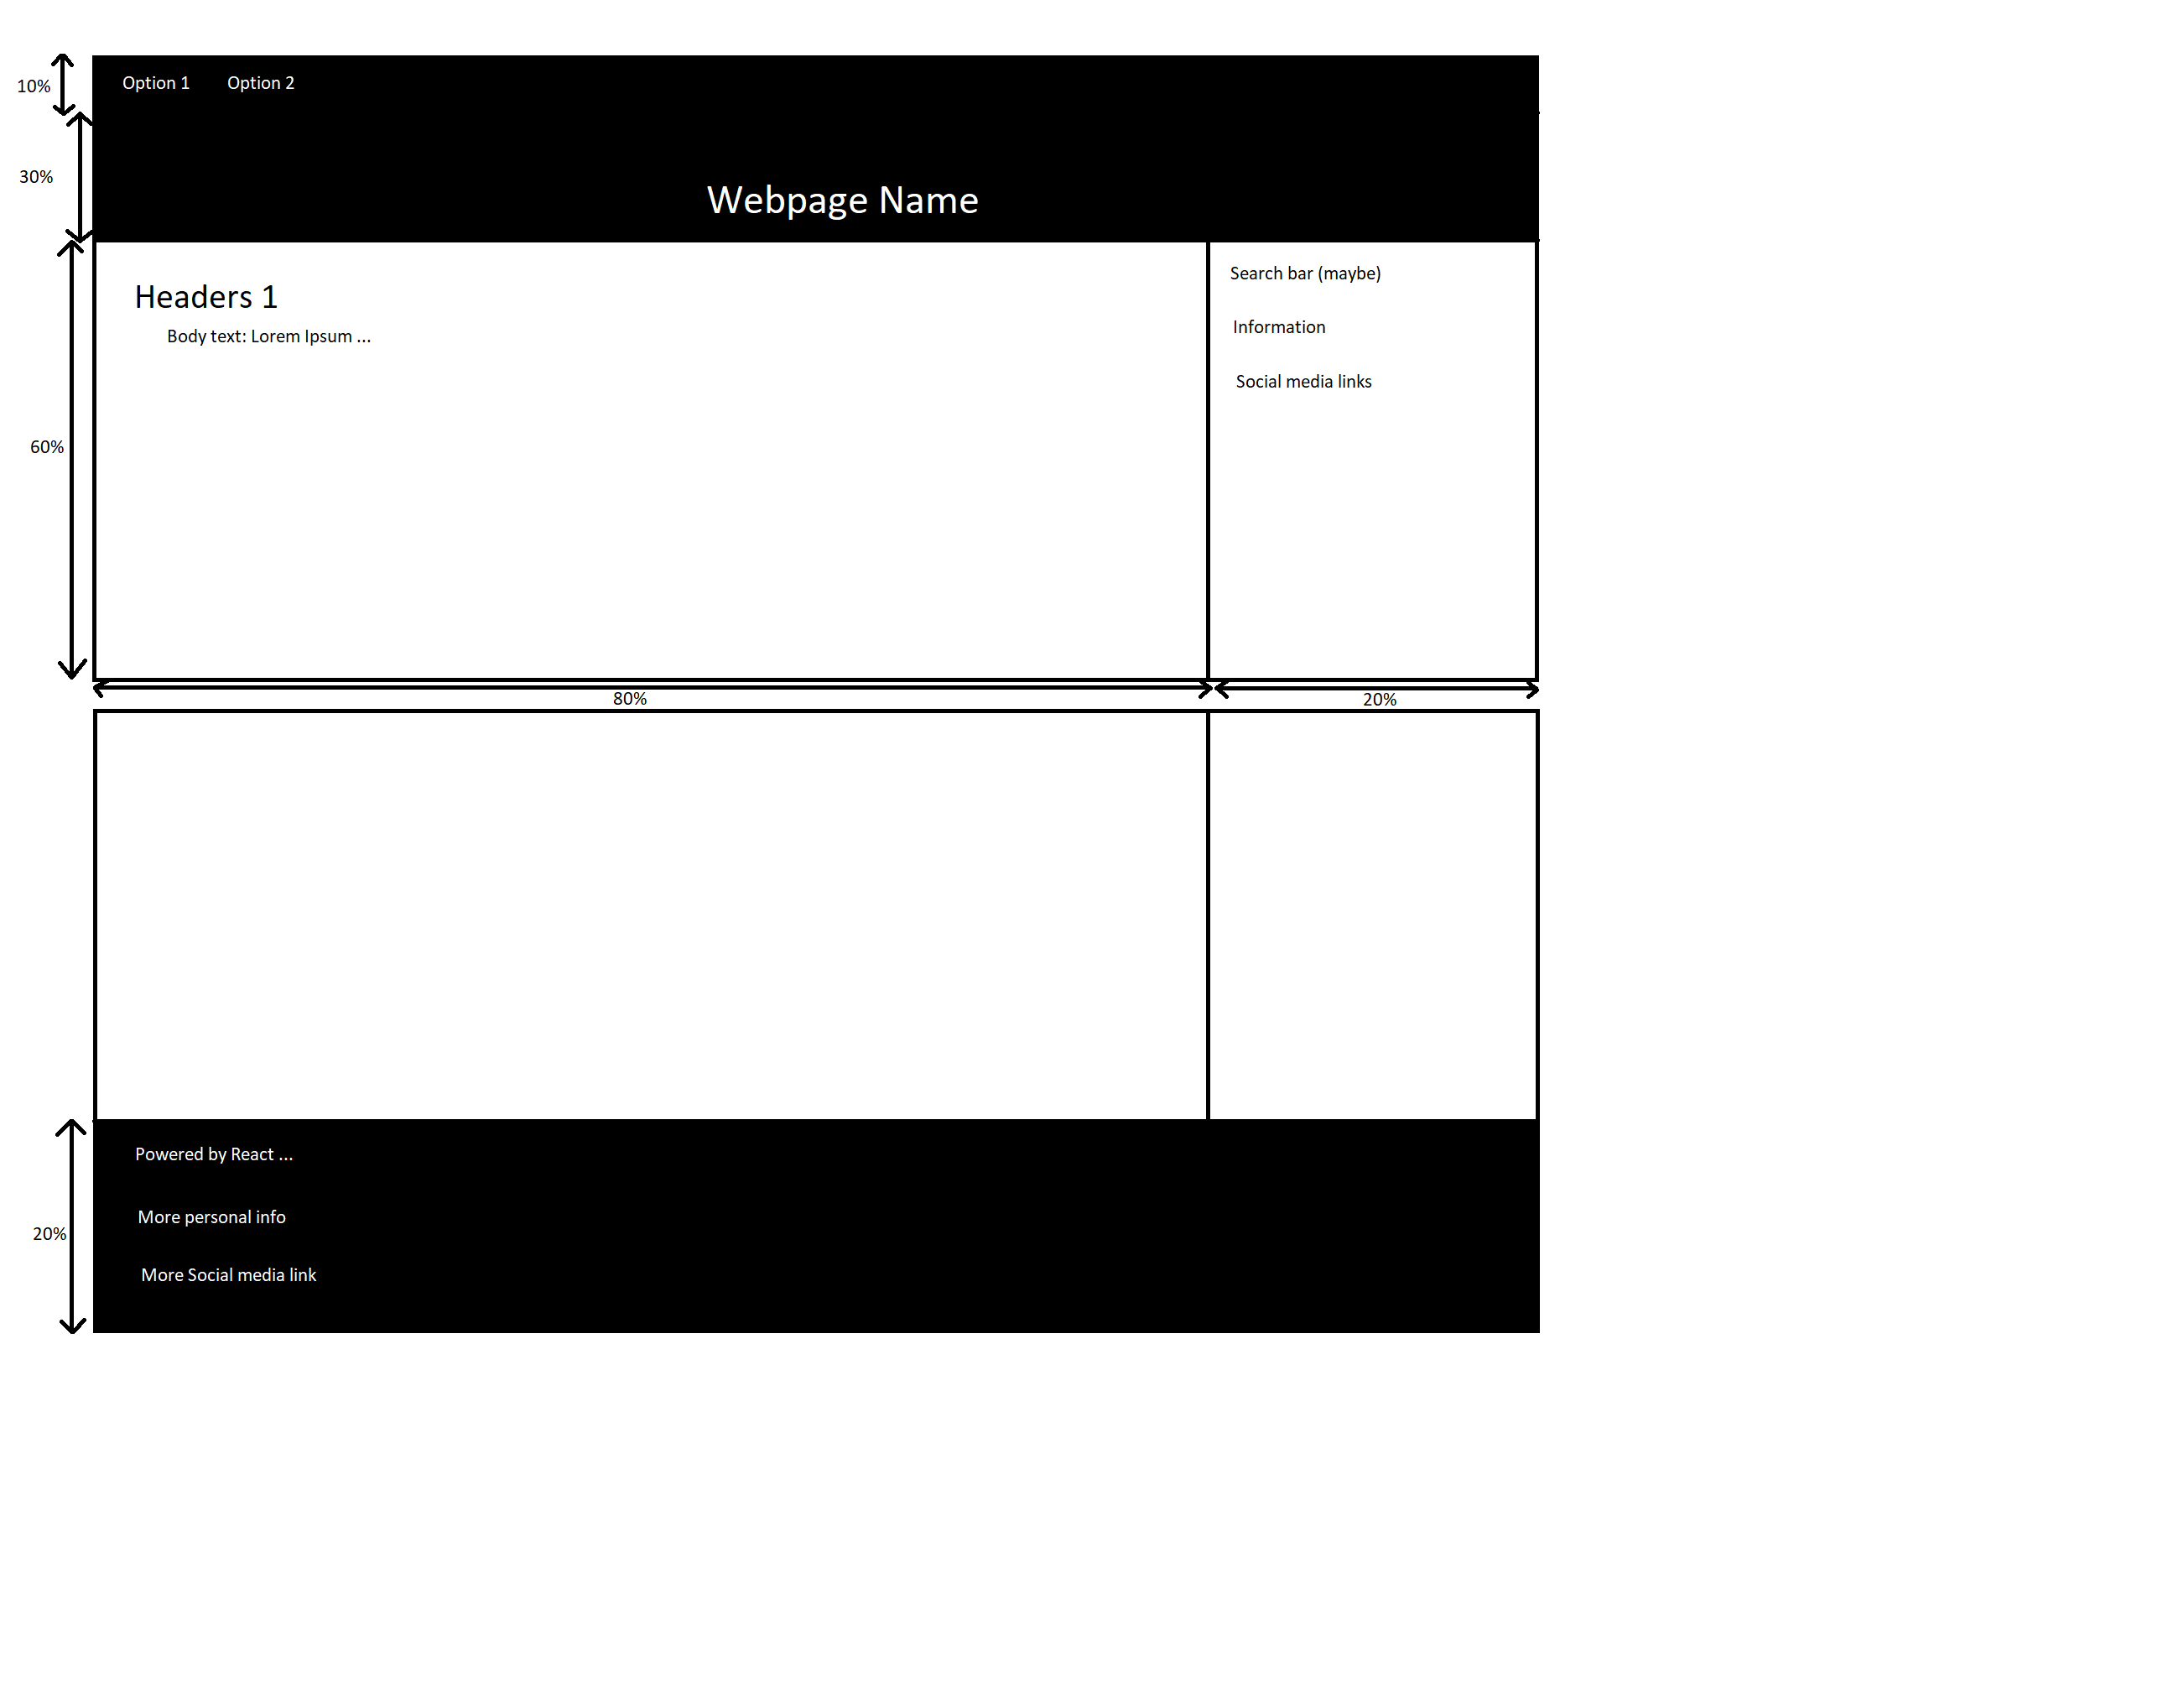 10%
Option 1
Option 2
30%
Webpage Name
Headers 1
Body text: Lorem Ipsum ...
Search bar (maybe)
Information
Social media links
60%
80%
20%
Powered by React ...
More personal info
More Social media link
20%